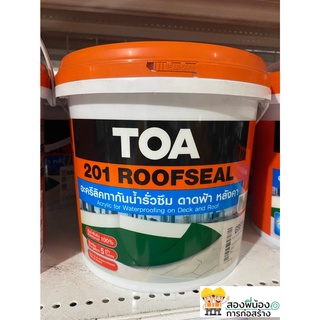 TOA
201 ROOFSEAL
อะคริลิคทากันน้ำรั่วซึม ดาดฟ้า หลังคา
Acrylic for Waterproofing on Deck and Roof
100%
5
สองพี่น้อง
การก่อสร้าง